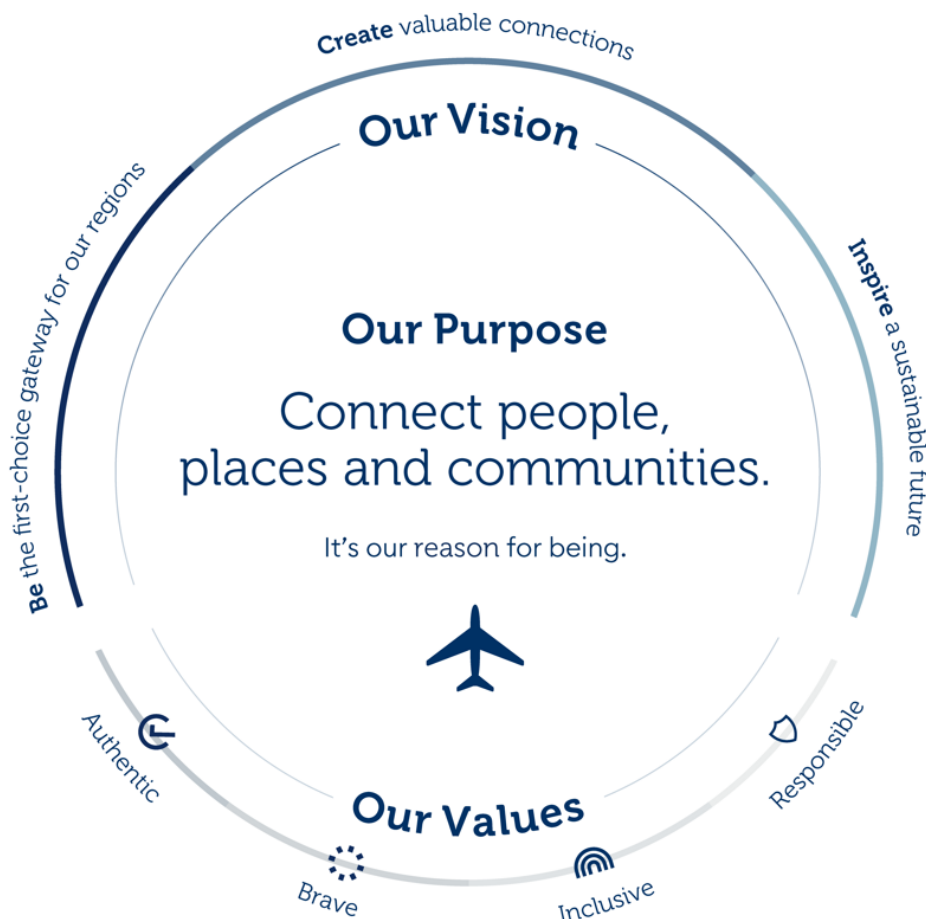 Create valuable connections
Our Vision
Be the first-choice gateway for our regions
Inspire a sustainable future
Our Purpose
Connect people,
places and communities.
It's our reason for being.
Our Values
Authentic
Brave
Inclusive
Responsible